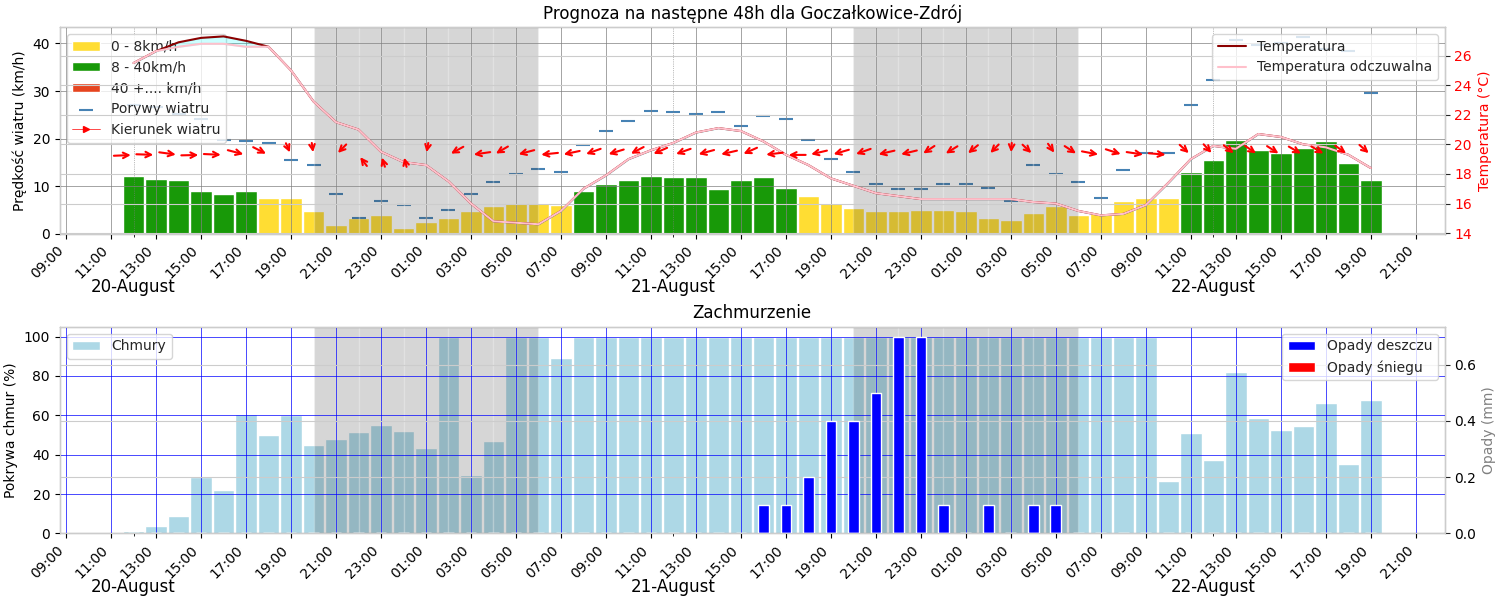 Prognoza na następne 48h dla Goczałkowice-Zdrój
Prędkość wiatru (km/h)
40
30
20
10
0
0 - 8km/h
8 - 40km/h
40 +.... km/h
Porywy wiatru
Kierunek wiatru
Temperatura
Temperatura odczuwalna
26
24
22
20
18
16
14
Temperatura (°C)
09:00 11:00 13:00 15:00 17:00 19:00 21:00 23:00 01:00 03:00 05:00 07:00 09:00 11:00 13:00 15:00 17:00 19:00 21:00 23:00 01:00 03:00 05:00 07:00 09:00 11:00 13:00 15:00 17:00 19:00 21:00
20-August 21-August 22-August
Zachmurzenie
Pokrywa chmur (%)
100
80
60
40
20
0
Chmury
Opady deszczu
Opady śniegu
0.6
0.4
0.2
0.0
Opady (mm)
09:00 11:00 13:00 15:00 17:00 19:00 21:00 23:00 01:00 03:00 05:00 07:00 09:00 11:00 13:00 15:00 17:00 19:00 21:00 23:00 01:00 03:00 05:00 07:00 09:00 11:00 13:00 15:00 17:00 19:00 21:00
20-August 21-August 22-August